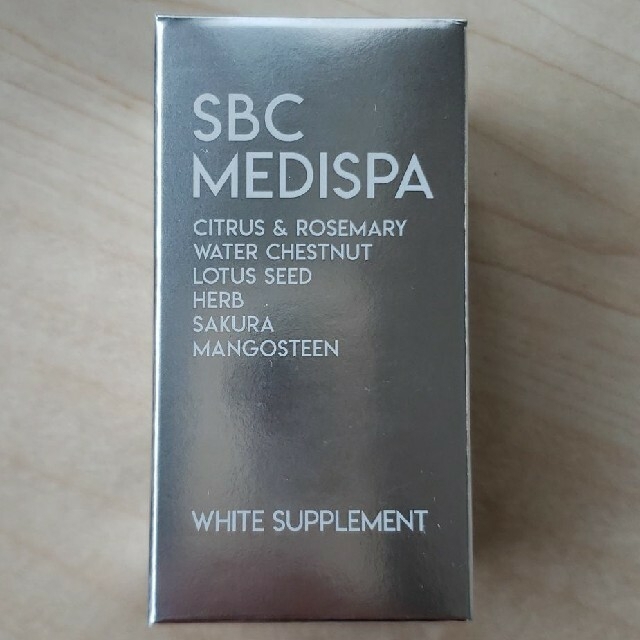 SBC
MEDISPA
CITRUS & ROSEMARY
WATER CHESTNUT
LOTUS SEED
HERB
SAKURA
MANGOSTEEN
WHITE SUPPLEMENT